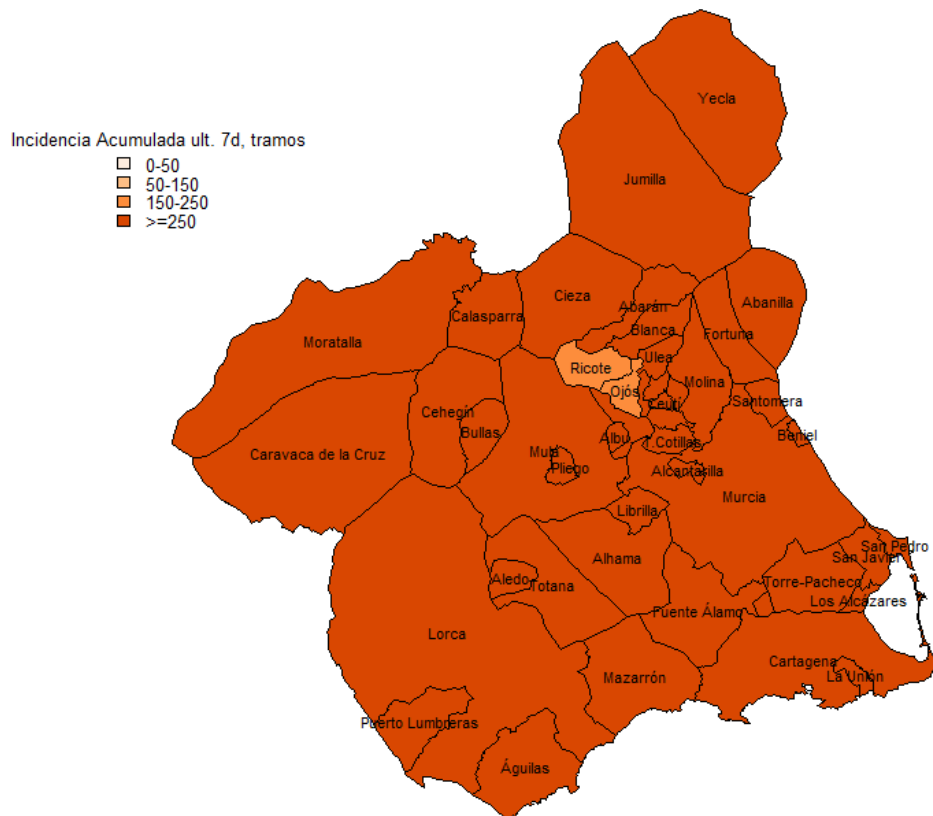 Yecla
Incidencia Acumulada ult. 7d, tramos
0-50
50-150
150-250
>=250
Jumilla
Cieza
Abarán
Abanilla
Calasparra
Blanca
Fortuna
Moratalla
Ulea
Ricote
Molina
Ojós
Ceutí
Santomera
Cehegín
Bullas
Albu
T.Cotillas
Beniel
Caravaca de la Cruz
Mula
Pliego
Alcantarilla
Murcia
Librilla
San Pedro
San Javier
Alhama
Aledo
Totana
Torre-Pacheco
Los Alcázares
Fuente Álamo
Lorca
Cartagena
La Unión
Mazarrón
Puerto Lumbreras
Águilas